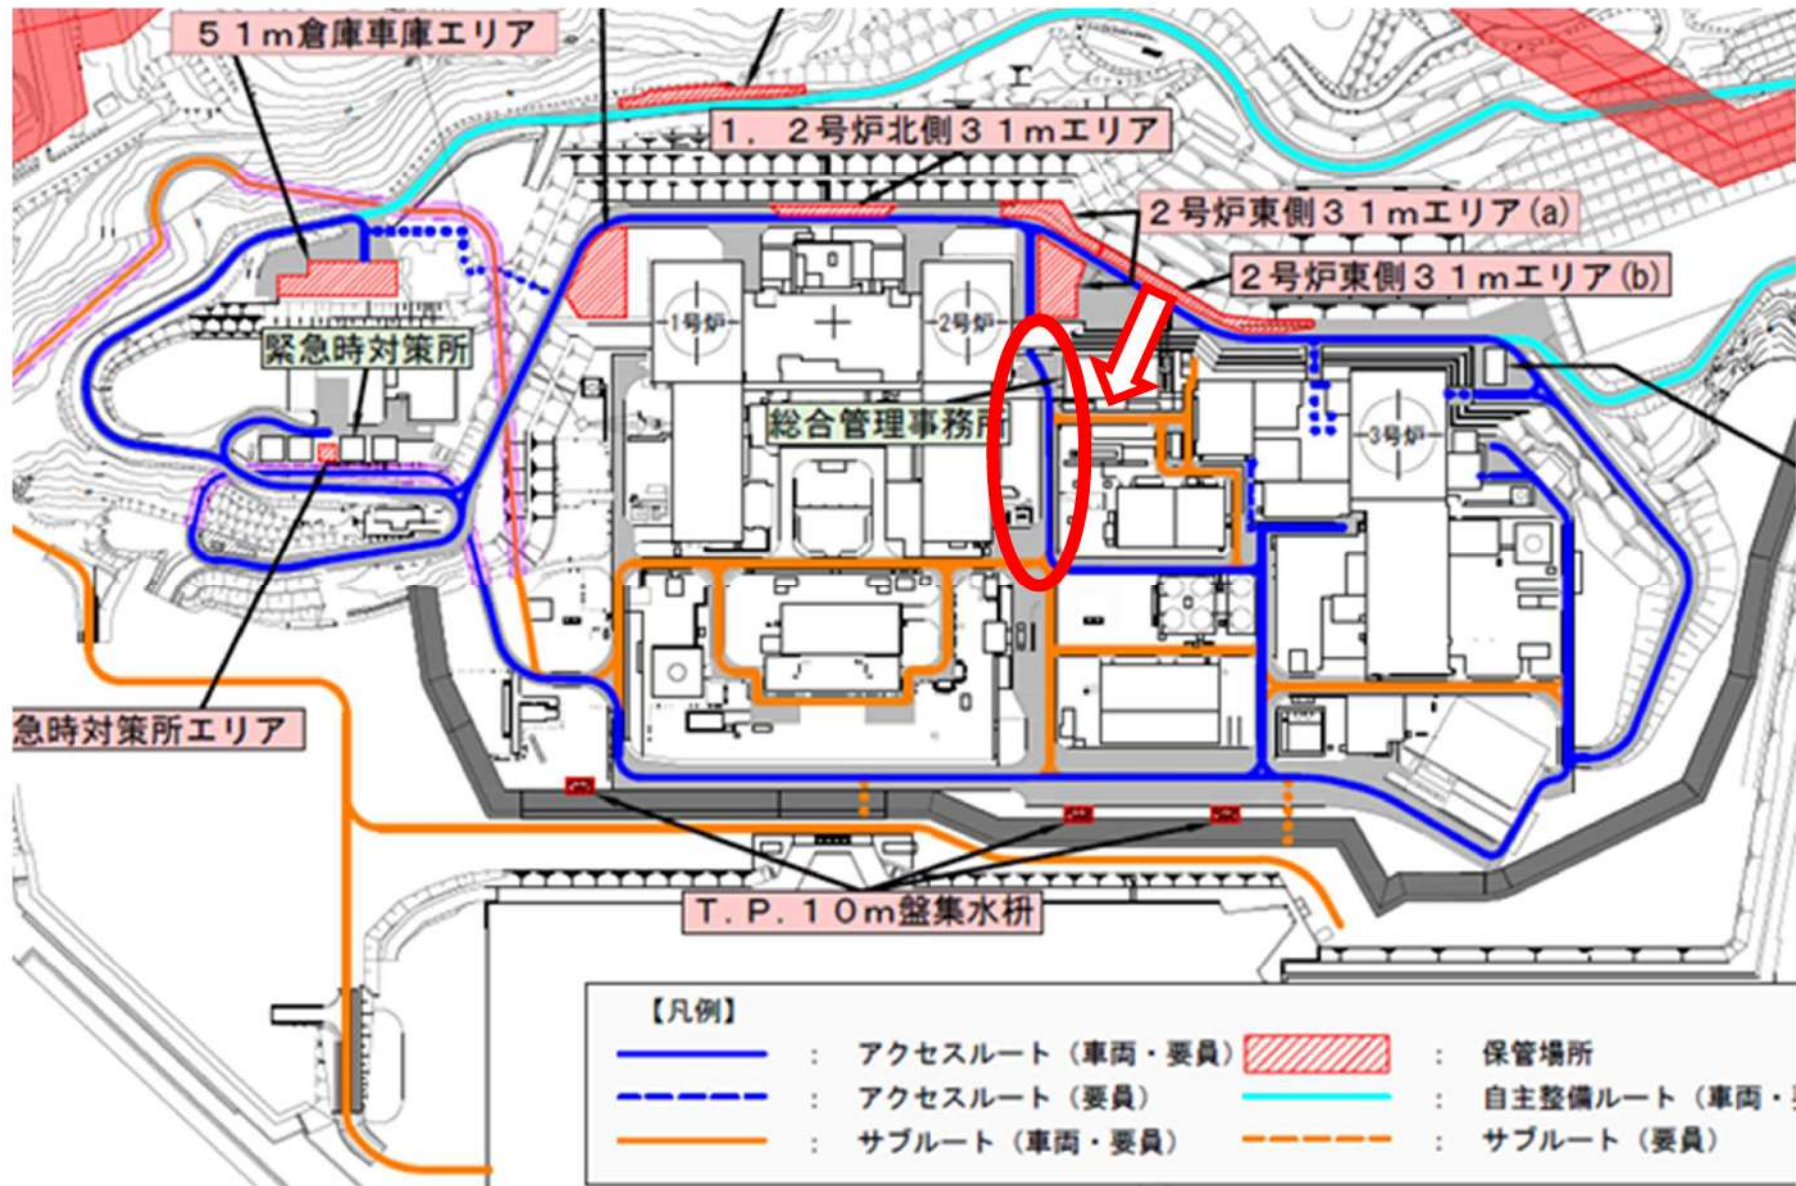 ５１ｍ倉庫車庫エリア
１．２号炉北側３１ｍエリア
２号炉東側３１ｍエリア(a)
２号炉東側３１ｍエリア(b)
1号炉
2号炉
緊急時対策所
総合管理事務所
3号炉
急時対策所エリア
Ｔ．Ｐ．１０ｍ盤集水枡
【凡例】
： アクセスルート（車両・要員）
： 保管場所
： アクセスルート（要員）
： 自主整備ルート（車両・
： サブルート（車両・要員）
： サブルート（要員）